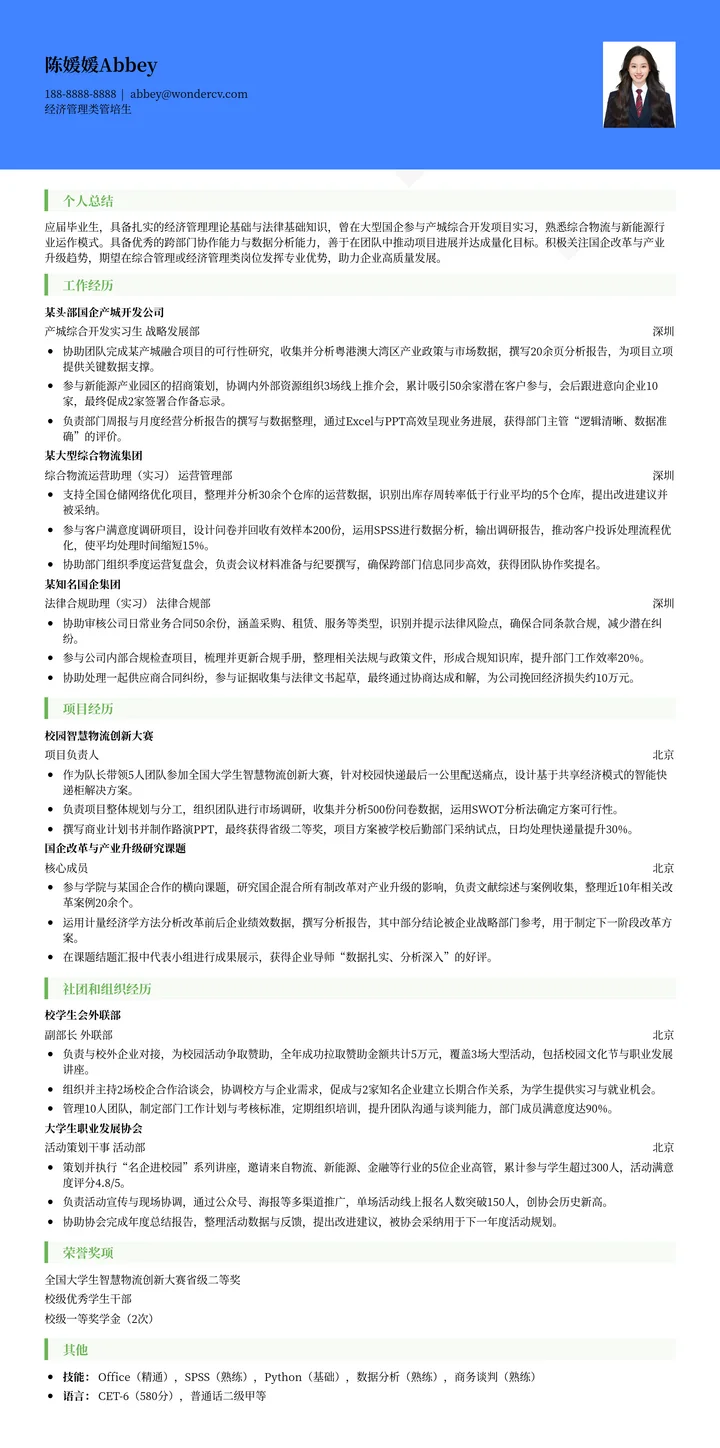 陈媛媛Abbey
188-8888-8888 | abbey@wondercv.com
经济管理类管培生
个人总结
应届毕业生，具备扎实的经济管理理论基础与法律基础知识，曾在大型国企参与产城综合开发项目实习，熟悉综合物流与新能源行
业运作模式。具备优秀的跨部门协作能力与数据分析能力，善于在团队中推动项目进展并达成量化目标。积极关注国企改革与产业
升级趋势，期望在综合管理或经济管理类岗位发挥专业优势，助力企业高质量发展。
工作经历
某头部国企产城开发公司
产城综合开发实习生 战略发展部 深圳
• 协助团队完成某产城融合项目的可行性研究，收集并分析粤港澳大湾区产业政策与市场数据，撰写20余页分析报告，为项目立项
提供关键数据支撑。
• 参与新能源产业园区的招商策划，协调内外部资源组织3场线上推介会，累计吸引50余家潜在客户参与，会后跟进意向企业10
家，最终促成2家签署合作备忘录。
• 负责部门周报与月度经营分析报告的撰写与数据整理，通过Excel与PPT高效呈现业务进展，获得部门主管“逻辑清晰、数据准
确”的评价。
某大型综合物流集团
综合物流运营助理（实习） 运营管理部 深圳
• 支持全国仓储网络优化项目，整理并分析30余个仓库的运营数据，识别出库存周转率低于行业平均的5个仓库，提出改进建议并
被采纳。
• 参与客户满意度调研项目，设计问卷并回收有效样本200份，运用SPSS进行数据分析，输出调研报告，推动客户投诉处理流程优
化，使平均处理时间缩短15%。
• 协助部门组织季度运营复盘会，负责会议材料准备与纪要撰写，确保跨部门信息同步高效，获得团队协作奖提名。
某知名国企集团
法律合规助理（实习） 法律合规部 深圳
• 协助审核公司日常业务合同50余份，涵盖采购、租赁、服务等类型，识别并提示法律风险点，确保合同条款合规，减少潜在纠
纷。
• 参与公司内部合规检查项目，梳理并更新合规手册，整理相关法规与政策文件，形成合规知识库，提升部门工作效率20%。
• 协助处理一起供应商合同纠纷，参与证据收集与法律文书起草，最终通过协商达成和解，为公司挽回经济损失约10万元。
项目经历
校园智慧物流创新大赛
项目负责人 北京
• 作为队长带领5人团队参加全国大学生智慧物流创新大赛，针对校园快递最后一公里配送痛点，设计基于共享经济模式的智能快
递柜解决方案。
• 负责项目整体规划与分工，组织团队进行市场调研，收集并分析500份问卷数据，运用SWOT分析法确定方案可行性。
• 撰写商业计划书并制作路演PPT，最终获得省级二等奖，项目方案被学校后勤部门采纳试点，日均处理快递量提升30%。
国企改革与产业升级研究课题
核心成员 北京
• 参与学院与某国企合作的横向课题，研究国企混合所有制改革对产业升级的影响，负责文献综述与案例收集，整理近10年相关改
革案例20余个。
• 运用计量经济学方法分析改革前后企业绩效数据，撰写分析报告，其中部分结论被企业战略部门参考，用于制定下一阶段改革方
案。
• 在课题结题汇报中代表小组进行成果展示，获得企业导师“数据扎实、分析深入”的好评。
社团和组织经历
校学生会外联部
副部长 外联部 北京
• 负责与校外企业对接，为校园活动争取赞助，全年成功拉取赞助金额共计5万元，覆盖3场大型活动，包括校园文化节与职业发展
讲座。
• 组织并主持2场校企合作洽谈会，协调校方与企业需求，促成与2家知名企业建立长期合作关系，为学生提供实习与就业机会。
• 管理10人团队，制定部门工作计划与考核标准，定期组织培训，提升团队沟通与谈判能力，部门成员满意度达90%。
大学生职业发展协会
活动策划干事 活动部 北京
• 策划并执行“名企进校园”系列讲座，邀请来自物流、新能源、金融等行业的5位企业高管，累计参与学生超过300人，活动满意
度评分4.8/5。
• 负责活动宣传与现场协调，通过公众号、海报等多渠道推广，单场活动线上报名人数突破150人，创协会历史新高。
• 协助协会完成年度总结报告，整理活动数据与反馈，提出改进建议，被协会采纳用于下一年度活动规划。
荣誉奖项
全国大学生智慧物流创新大赛省级二等奖
校级优秀学生干部
校级一等奖学金（2次）
其他
• 技能： Office（精通），SPSS（熟练），Python（基础），数据分析（熟练），商务谈判（熟练）
• 语言： CET-6（580分），普通话二级甲等